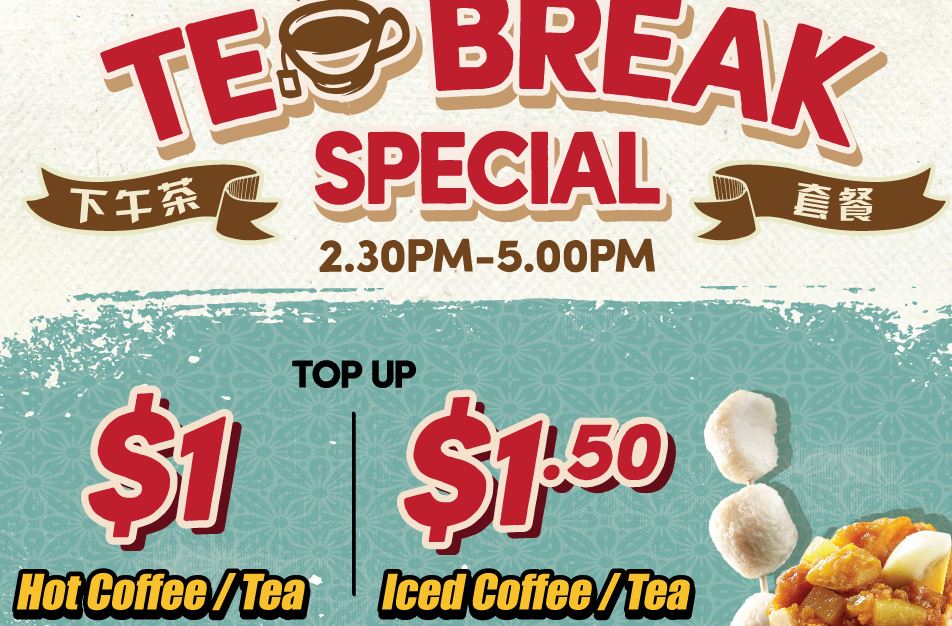 TEA BREAK
SPECIAL
下午茶
套餐
2.30PM-5.00PM
TOP UP
$1
$1.50
Hot Coffee / Tea
Iced Coffee / Tea